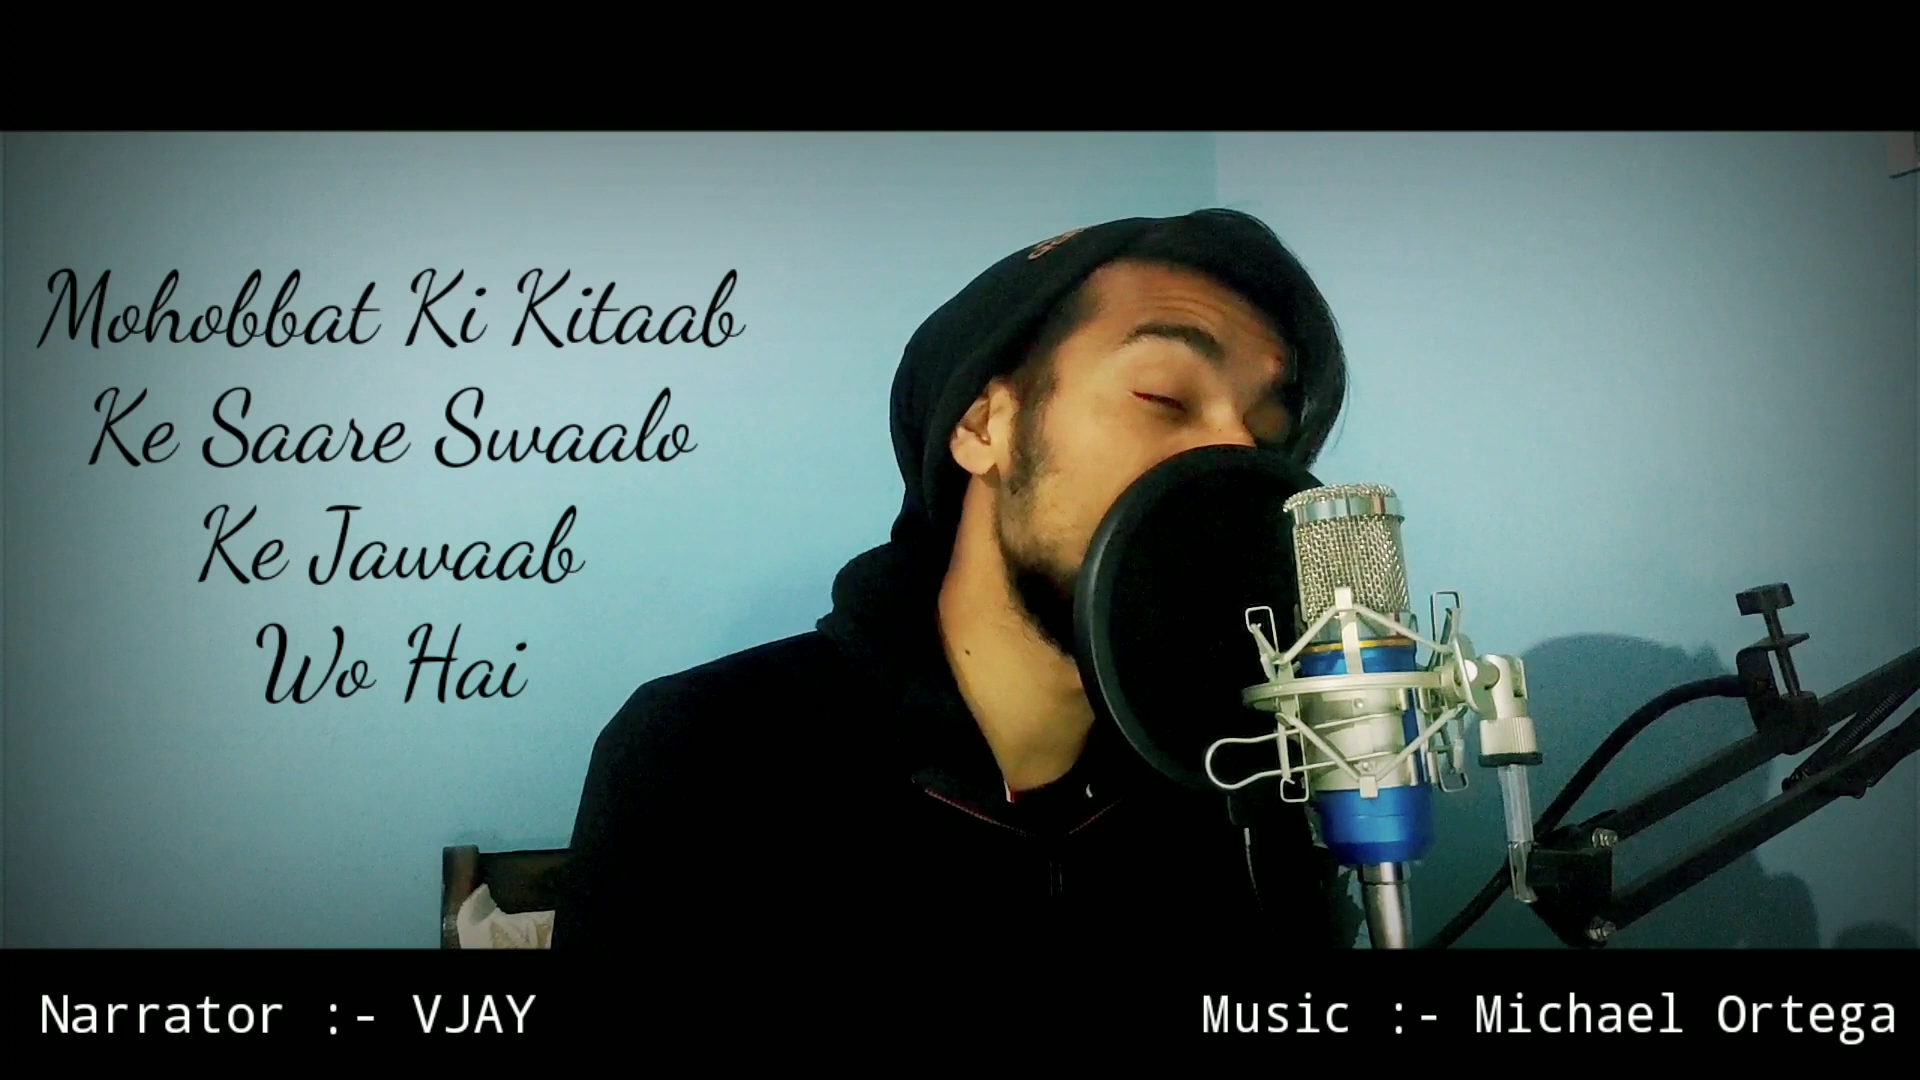 Mohobbat Ki Kitaab
Ke Saare Swaalo
Ke Jawaab
Wo Hai
Narrator :- VJAY
Music :- Michael Ortega